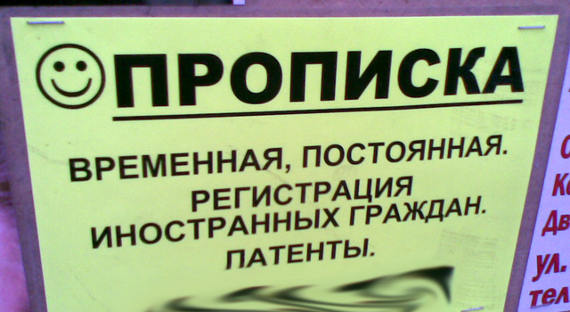 ПРОПИСКА
ВРЕМЕННАЯ, ПОСТОЯННАЯ.
РЕГИСТРАЦИЯ
ИНОСТРАННЫХ ГРАЖДАН.
ПАТЕНТЫ.
ул.
тел